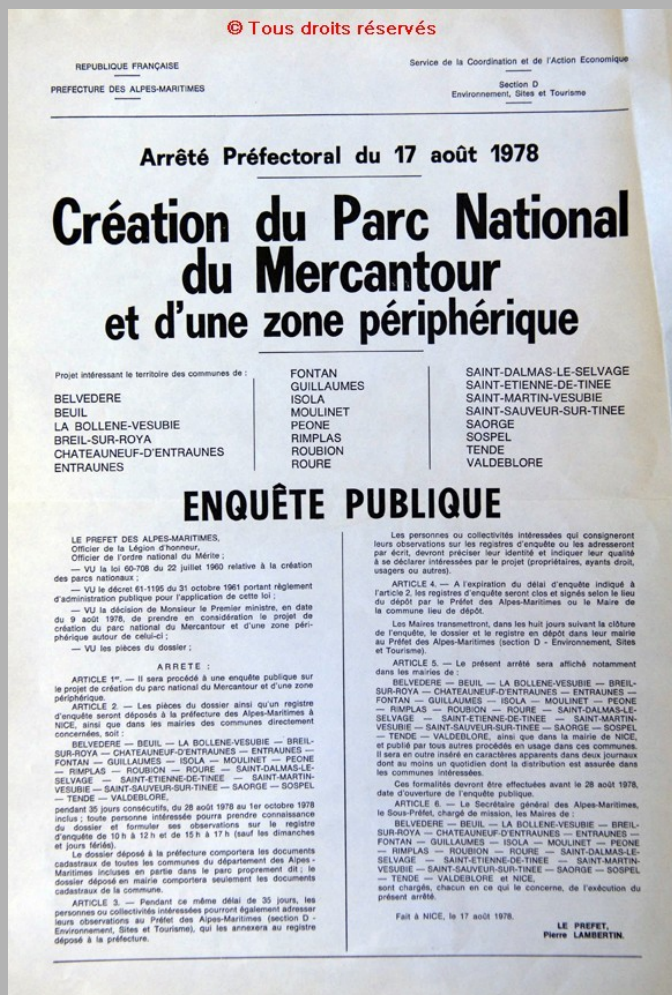 © Tous droits réservés
REPUBLIQUE FRANÇAISE
PREFECTURE DES ALPES-MARITIMES
Service de la Coordination et de l'Action Economique
Section D
Environnement, Sites et Tourisme
Arrêté Préfectoral du 17 août 1978
Création du Parc National
du Mercantour
et d'une zone périphérique
Projet intéressant le territoire des communes de :
BELVEDERE
BEUIL
LA BOLLENE-VESUBIE
BREIL-SUR-ROYA
CHATEAUNEUF-D'ENTRAUNES
ENTRAUNES
FONTAN
GUILLAUMES
ISOLA
MOULINET
PEONE
RIMPLAS
ROUBION
ROURE
SAINT-DALMAS-LE-SELVAGE
SAINT-ETIENNE-DE-TINEE
SAINT-MARTIN-VESUBIE
SAINT-SAUVEUR-SUR-TINEE
SAORGE
SOSPEL
TENDE
VALDEBLORE
ENQUÊTE PUBLIQUE
LE PREFET DES ALPES-MARITIMES,
Officier de la Légion d'honneur,
Officier de l'ordre national du Mérite ;
— VU la loi 60-708 du 22 juillet 1960 relative à la création
des parcs nationaux ;
— VU le décret 61-1195 du 31 octobre 1961 portant règlement
d'administration publique pour l'application de cette loi ;
— VU la décision de Monsieur le Premier ministre, en date
du 9 août 1978, de prendre en considération le projet de
création du parc national du Mercantour et d'une zone péri-
phérique autour de celui-ci ;
— VU les pièces du dossier ;
ARRETE :
ARTICLE 1er. — Il sera procédé à une enquête publique sur
le projet de création du parc national du Mercantour et d'une zone
périphérique.
ARTICLE 2. — Les pièces du dossier ainsi qu'un registre
d'enquête seront déposés à la préfecture des Alpes-Maritimes à
NICE, ainsi que dans les mairies des communes directement
concernées, soit :
BELVEDERE — BEUIL — LA BOLLENE-VESUBIE — BREIL-
SUR-ROYA — CHATEAUNEUF-D'ENTRAUNES — ENTRAUNES —
FONTAN — GUILLAUMES — ISOLA — MOULINET — PEONE
— RIMPLAS — ROUBION — ROURE — SAINT-DALMAS-LE-
SELVAGE — SAINT-ETIENNE-DE-TINEE — SAINT-MARTIN-
VESUBIE — SAINT-SAUVEUR-SUR-TINEE — SAORGE — SOSPEL
— TENDE — VALDEBLORE,
pendant 35 jours consécutifs, du 28 août 1978 au 1er octobre 1978
inclus ; toute personne intéressée pourra prendre connaissance
du dossier et formuler ses observations sur le registre
d'enquête de 10 h à 12 h et de 15 h à 17 h (sauf les dimanches
et jours fériés).
Le dossier déposé à la préfecture comportera les documents
cadastraux de toutes les communes du département des Alpes -
Maritimes incluses en partie dans le parc proprement dit ; le
dossier déposé en mairie comportera seulement les documents
cadastraux de la commune.
ARTICLE 3. — Pendant ce même délai de 35 jours, les
personnes ou collectivités intéressées pourront également adresser
leurs observations au Préfet des Alpes-Maritimes (section D -
Environnement, Sites et Tourisme), qui les annexera au registre
déposé à la préfecture.
Les personnes ou collectivités intéressées qui consigneront
leurs observations sur les registres d'enquête ou les adresseront
par écrit, devront préciser leur identité et indiquer leur qualité
à se déclarer intéressées par le projet (propriétaires, ayants droit,
usagers ou autres).
ARTICLE 4. — A l'expiration du délai d'enquête indiqué à
l'article 2, les registres d'enquête seront clos et signés selon le lieu
du dépôt par le Préfet des Alpes-Maritimes ou le Maire de
la commune lieu de dépôt.
Les Maires transmettront, dans les huit jours suivant la clôture
de l'enquête, le dossier et le registre en dépôt dans leur mairie
au Préfet des Alpes-Maritimes (section D - Environnement, Sites
et Tourisme).
ARTICLE 5. — Le présent arrêté sera affiché notamment
dans les mairies de :
BELVEDERE — BEUIL — LA BOLLENE-VESUBIE — BREIL-
SUR-ROYA — CHATEAUNEUF-D'ENTRAUNES — ENTRAUNES —
FONTAN — GUILLAUMES — ISOLA — MOULINET — PEONE
— RIMPLAS — ROUBION — ROURE — SAINT-DALMAS-LE-
SELVAGE — SAINT-ETIENNE-DE-TINEE — SAINT-MARTIN-
VESUBIE — SAINT-SAUVEUR-SUR-TINEE — SAORGE — SOSPEL
— TENDE — VALDEBLORE, ainsi que dans la mairie de NICE,
et publié par tous autres procédés en usage dans ces communes.
Il sera en outre inséré en caractères apparents dans deux journaux
dont au moins un quotidien dont la distribution est assurée dans
les communes intéressées.
Ces formalités devront être effectuées avant le 28 août 1978,
date d'ouverture de l'enquête publique.
ARTICLE 6. — Le Secrétaire général des Alpes-Maritimes,
le Sous-Préfet, chargé de mission, les Maires de :
BELVEDERE — BEUIL — LA BOLLENE-VESUBIE — BREIL-
SUR-ROYA — CHATEAUNEUF-D'ENTRAUNES — ENTRAUNES —
FONTAN — GUILLAUMES — ISOLA — MOULINET — PEONE
— RIMPLAS — ROUBION — ROURE — SAINT-DALMAS-LE-
SELVAGE — SAINT-ETIENNE-DE-TINEE — SAINT-MARTIN-
VESUBIE — SAINT-SAUVEUR-SUR-TINEE — SAORGE — SOSPEL
— TENDE — VALDEBLORE et NICE,
sont chargés, chacun en ce qui le concerne, de l'exécution du
présent arrêté.
Fait à NICE, le 17 août 1978.
LE PREFET,
Pierre LAMBERTIN.